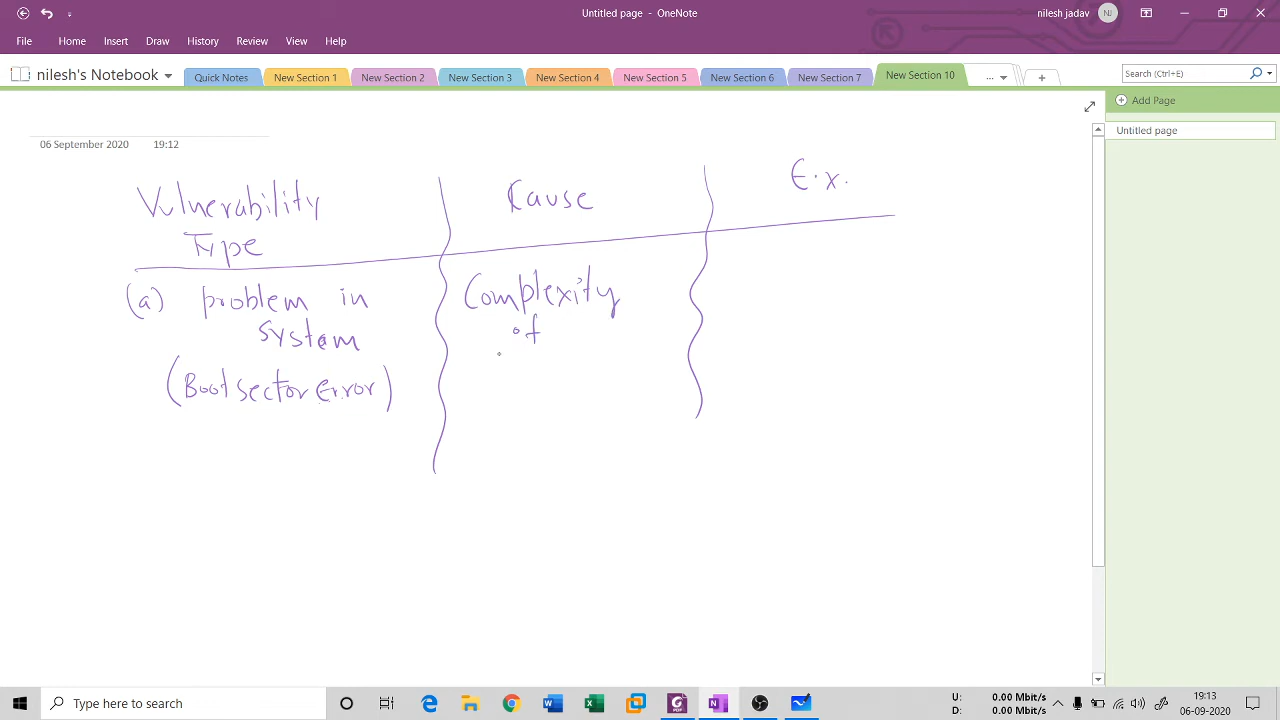 Untitled page - OneNote
nilesh jadav
NJ
File Home Insert Draw History Review View Help
nilesh's Notebook
Quick Notes New Section 1 New Section 2 New Section 3 New Section 4 New Section 5 New Section 6 New Section 7 New Section 10 ...
Search (Ctrl+E)
Add Page
Untitled page
06 September 2020 19:12
Vulnerability Type
Cause
E.x.
(a) problem in
system
(Boot sector Error)
Complexity
of
Type here to search
U: 0.00 Mbit/s
D: 0.00 Mbit/s
19:13
06-09-2020